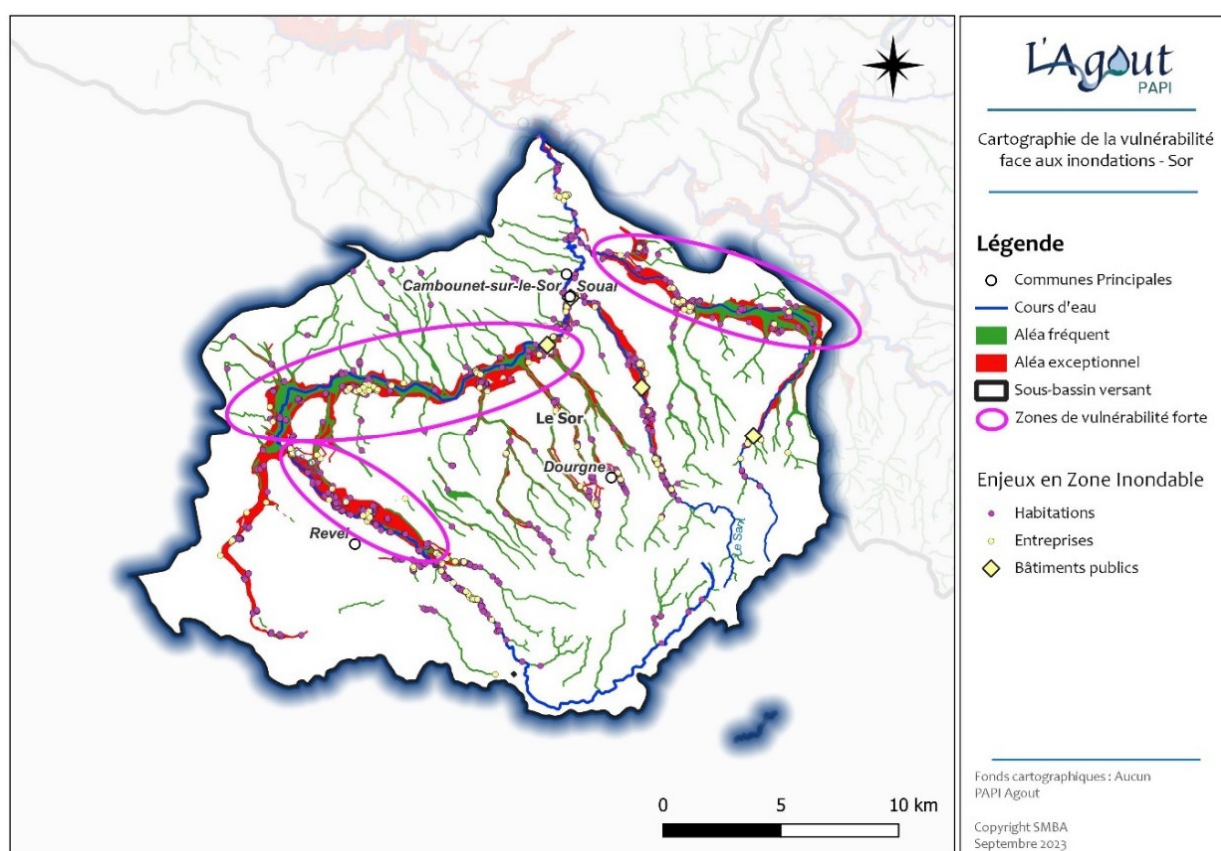 Cambounet-sur-le-Sor
Soual
Le Sor
Dourgne
Revel
Le Sant
0 5 10 km
L'Agout
PAPI
Cartographie de la vulnérabilité
face aux inondations - Sor
Légende
Communes Principales
Cours d'eau
Aléa fréquent
Aléa exceptionnel
Sous-bassin versant
Zones de vulnérabilité forte
Enjeux en Zone Inondable
Habitations
Entreprises
Bâtiments publics
Fonds cartographiques : Aucun
PAPI Agout
Copyright SMBA
Septembre 2023